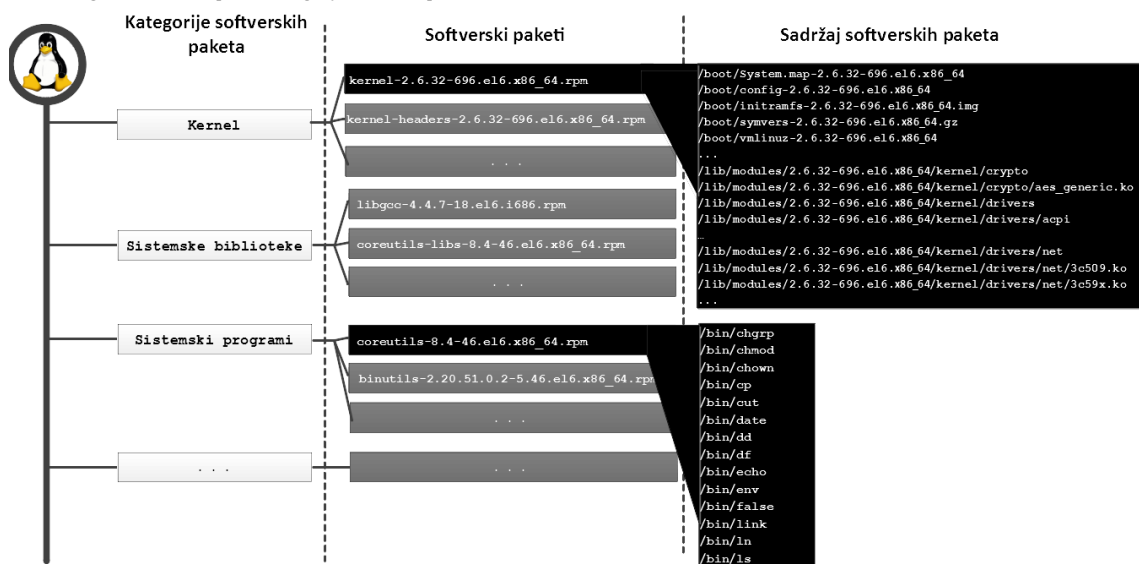 Kategorije softverskih
paketa
Softverski paketi
Sadržaj softverskih paketa
Kernel
kernel-2.6.32-696.el6.x86_64.rpm
kernel-headers-2.6.32-696.el6.x86_64.rpm
. . .
/boot/System.map-2.6.32-696.el6.x86_64
/boot/config-2.6.32-696.el6.x86_64
/boot/initramfs-2.6.32-696.el6.x86_64.img
/boot/symvers-2.6.32-696.el6.x86_64.gz
/boot/vmlinuz-2.6.32-696.el6.x86_64
...
/lib/modules/2.6.32-696.el6.x86_64/kernel/crypto
/lib/modules/2.6.32-696.el6.x86_64/kernel/crypto/aes_generic.ko
/lib/modules/2.6.32-696.el6.x86_64/kernel/drivers
/lib/modules/2.6.32-696.el6.x86_64/kernel/drivers/acpi
…
/lib/modules/2.6.32-696.el6.x86_64/kernel/drivers/net
/lib/modules/2.6.32-696.el6.x86_64/kernel/drivers/net/3c509.ko
/lib/modules/2.6.32-696.el6.x86_64/kernel/drivers/net/3c59x.ko
...
Sistemske biblioteke
libgcc-4.4.7-18.el6.i686.rpm
coreutils-libs-8.4-46.el6.x86_64.rpm
. . .
Sistemski programi
coreutils-8.4-46.el6.x86_64.rpm
binutils-2.20.51.0.2-5.46.el6.x86_64.rpm
. . .
/bin/chgrp
/bin/chmod
/bin/chown
/bin/cp
/bin/cut
/bin/date
/bin/dd
/bin/df
/bin/echo
/bin/env
/bin/false
/bin/link
/bin/ln
/bin/ls
. . .
. . .